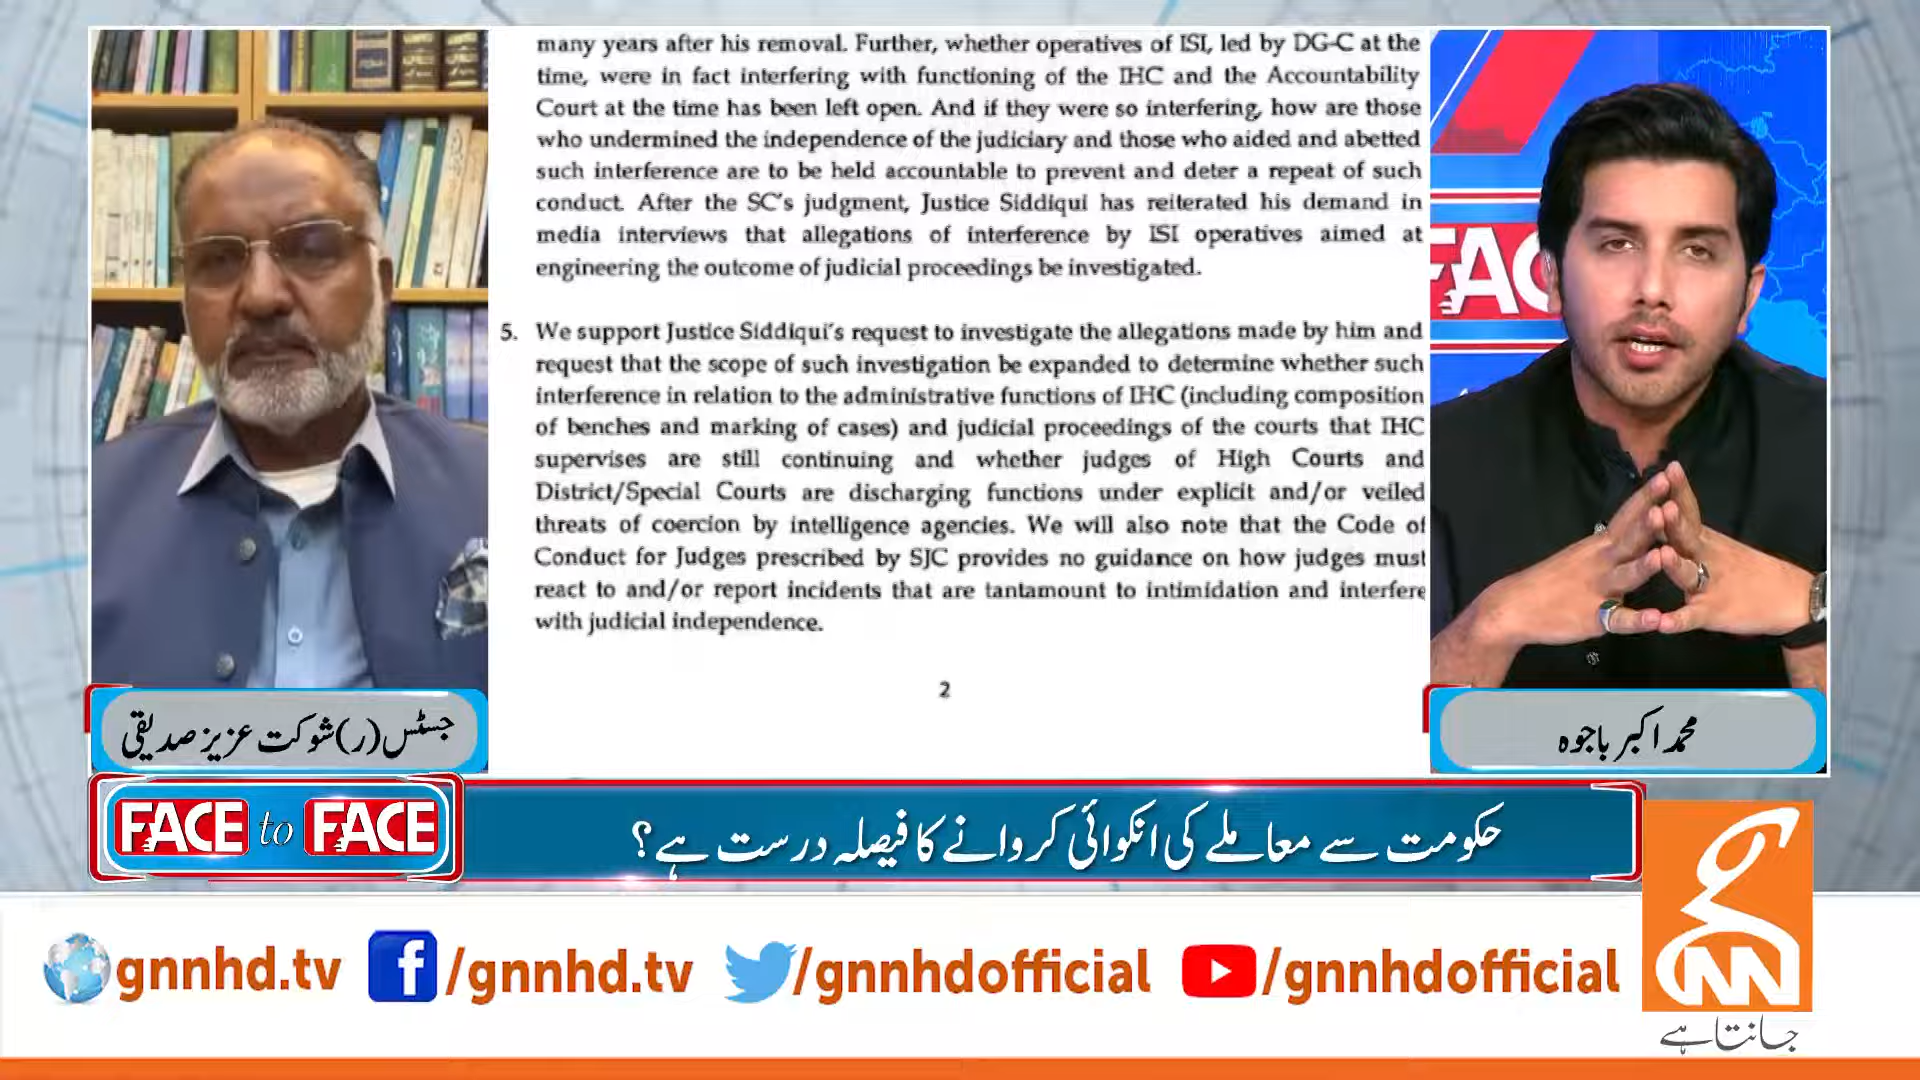 many years after his removal. Further, whether operatives of ISI, led by DG-C at the
time, were in fact interfering with functioning of the IHC and the Accountability
Court at the time has been left open. And if they were so interfering, how are those
who undermined the independence of the judiciary and those who aided and abetted
such interference are to be held accountable to prevent and deter a repeat of such
conduct. After the SC's judgment, Justice Siddiqui has reiterated his demand in
media interviews that allegations of interference by ISI operatives aimed at
engineering the outcome of judicial proceedings be investigated.
5. We support Justice Siddiqui's request to investigate the allegations made by him and
request that the scope of such investigation be expanded to determine whether such
interference in relation to the administrative functions of IHC (including composition
of benches and marking of cases) and judicial proceedings of the courts that IHC
supervises are still continuing and whether judges of High Courts and
District/Special Courts are discharging functions under explicit and/or veiled
threats of coercion by intelligence agencies. We will also note that the Code of
Conduct for Judges prescribed by SJC provides no guidance on how judges must
react to and/or report incidents that are tantamount to intimidation and interfere
with judicial independence.
2
FAC
جسٹس (ر) شوکت عزیز صدیقی
محمد اکبر باجوہ
FACE to FACE
حکومت سے معاملے کی انکوائی کروانے کا فیصلہ درست ہے؟
gnnhd.tv
f /gnnhd.tv
/gnnhdofficial
/gnnhdofficial
GNN
جانتا ہے